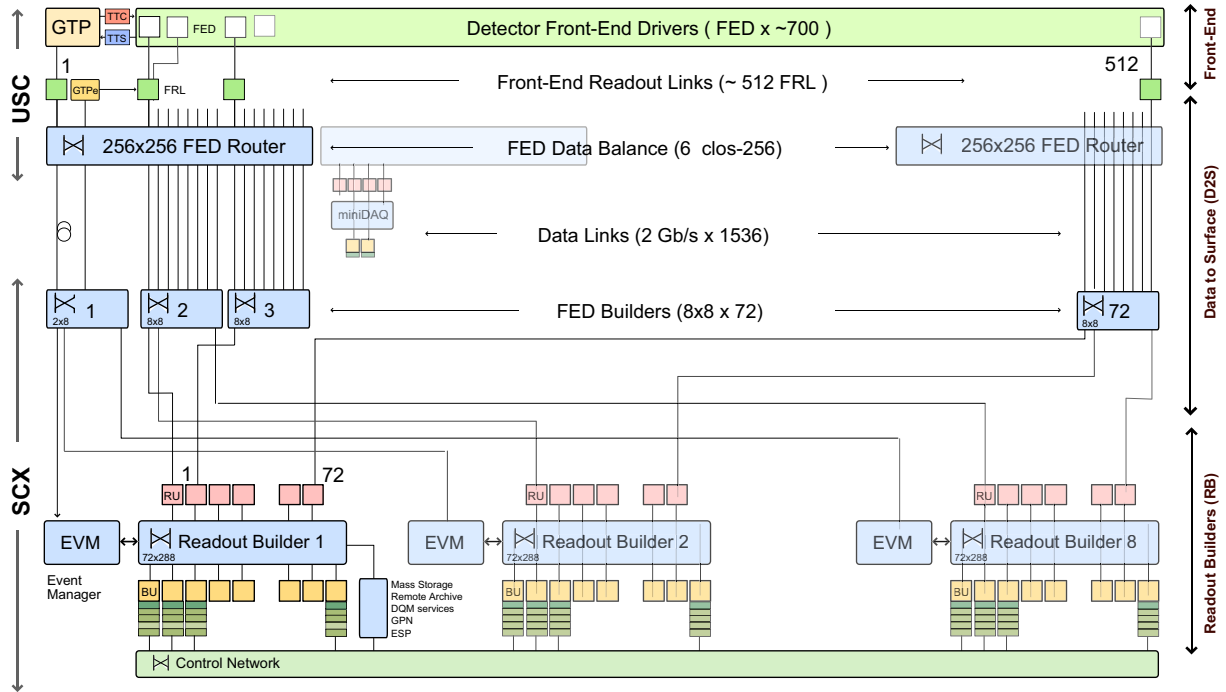 GTP
TTC
TTS
FED
Detector Front-End Drivers ( FED x ~700 )
Front-End
1
GTPe
FRL
Front-End Readout Links (~ 512 FRL )
512
USC
256x256 FED Router
FED Data Balance (6 clos-256)
256x256 FED Router
miniDAQ
Data Links (2 Gb/s x 1536)
Data to Surface (D2S)
1
2x8
2
8x8
3
8x8
FED Builders (8x8 x 72)
72
8x8
SCX
1
72
RU
RU
RU
EVM
Readout Builder 1
72x288
EVM
Readout Builder 2
72x288
EVM
Readout Builder 8
72x288
Readout Builders (RB)
Event
Manager
BU
Mass Storage
Remote Archive
DQM services
GPN
ESP
BU
BU
Control Network